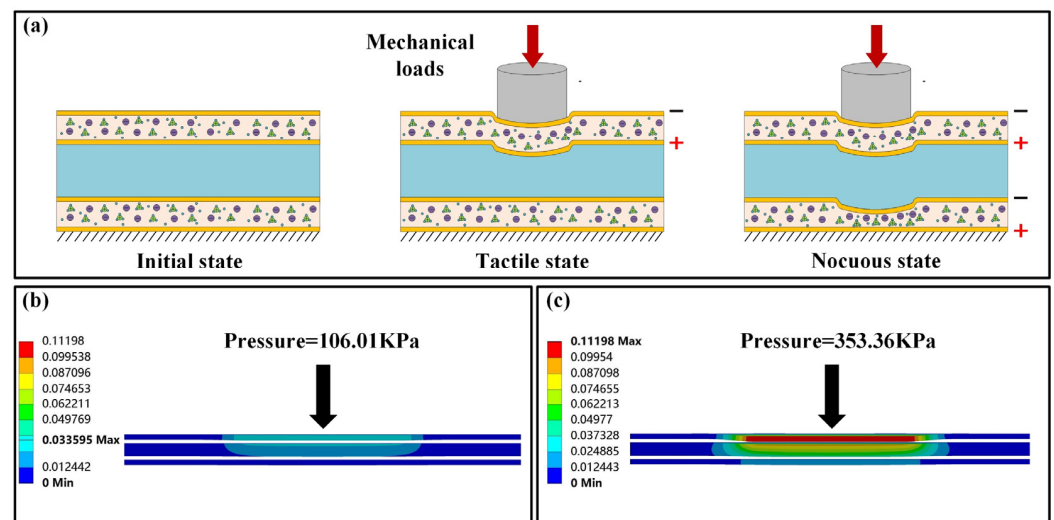 (a)
Mechanical
loads
−
+
−
+
−
+
Initial state
Tactile state
Nocuous state
(b)
Pressure=106.01KPa
0.11198
0.099538
0.087096
0.074653
0.062211
0.049769
0.033595 Max
0.012442
0 Min
(c)
Pressure=353.36KPa
0.11198 Max
0.09954
0.087098
0.074655
0.062213
0.04977
0.037328
0.024885
0.012443
0 Min